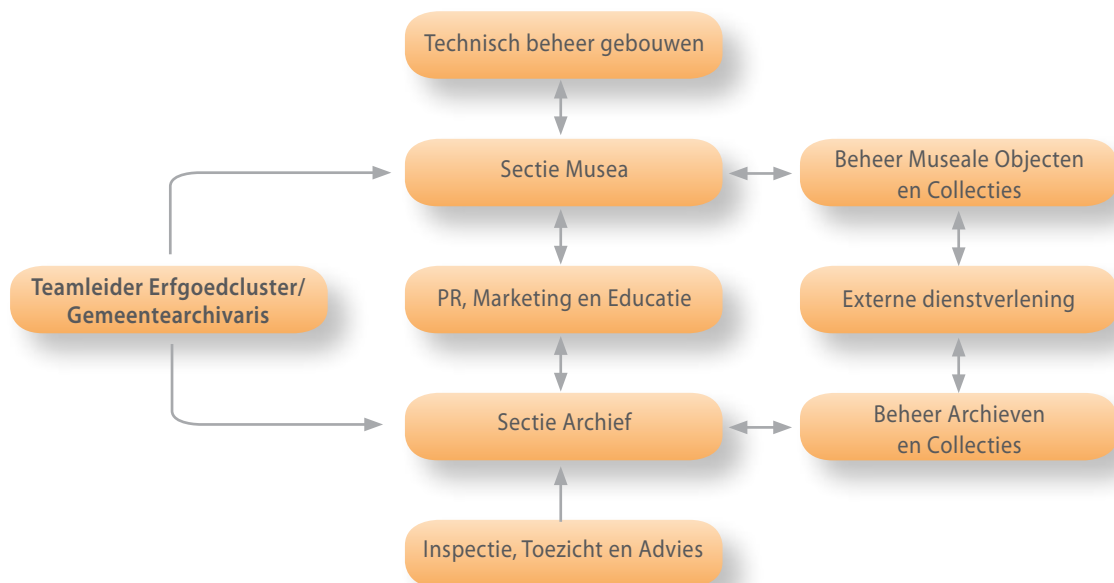 Technisch beheer gebouwen
Sectie Musea
Beheer Museale Objecten
en Collecties
Teamleider Erfgoedcluster/
Gemeentearchivaris
PR, Marketing en Educatie
Externe dienstverlening
Sectie Archief
Beheer Archieven
en Collecties
Inspectie, Toezicht en Advies